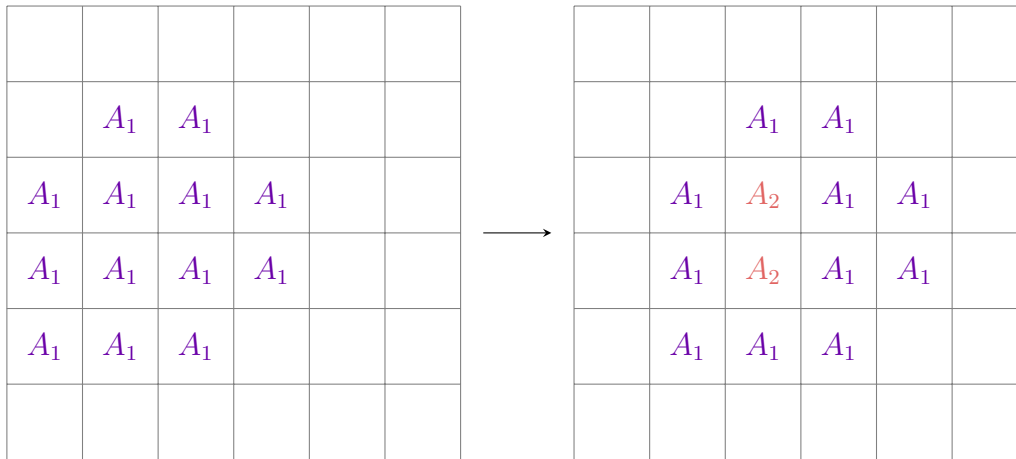 A₁ A₁ A₁ A₁
A₁ A₁ A₁ A₁ A₁ A₂ A₁ A₁
A₁ A₁ A₁ A₁ A₁ A₂ A₁ A₁
A₁ A₁ A₁ A₁ A₁ A₁